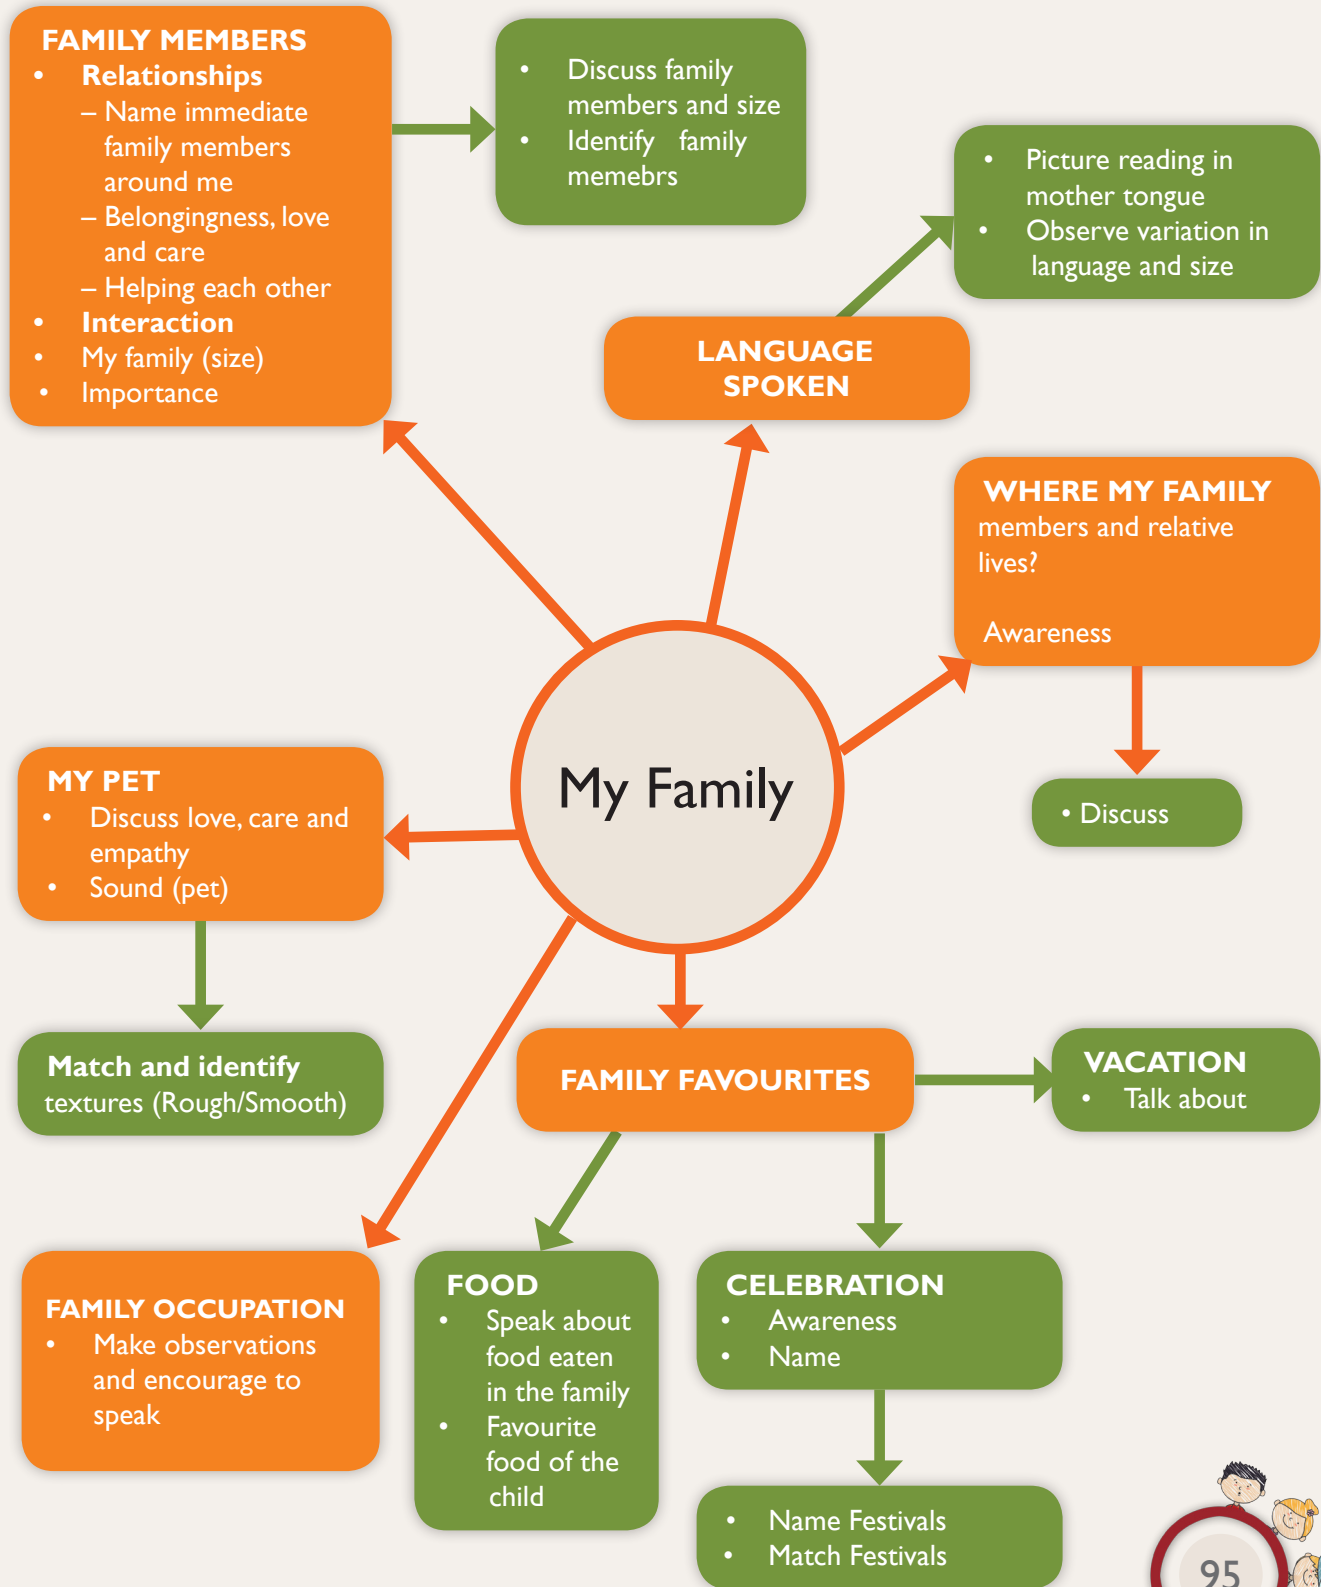 FAMILY MEMBERS
• Relationships
– Name immediate
family members
around me
– Belongingness, love
and care
– Helping each other
• Interaction
• My family (size)
• Importance
• Discuss family
members and size
• Identify family
memebrs
• Picture reading in
mother tongue
• Observe variation in
language and size
LANGUAGE
SPOKEN
WHERE MY FAMILY
members and relative
lives?
Awareness
• Discuss
My Family
MY PET
• Discuss love, care and
empathy
• Sound (pet)
Match and identify
textures (Rough/Smooth)
FAMILY FAVOURITES
VACATION
• Talk about
FAMILY OCCUPATION
• Make observations
and encourage to
speak
FOOD
• Speak about
food eaten
in the family
• Favourite
food of the
child
CELEBRATION
• Awareness
• Name
• Name Festivals
• Match Festivals
95